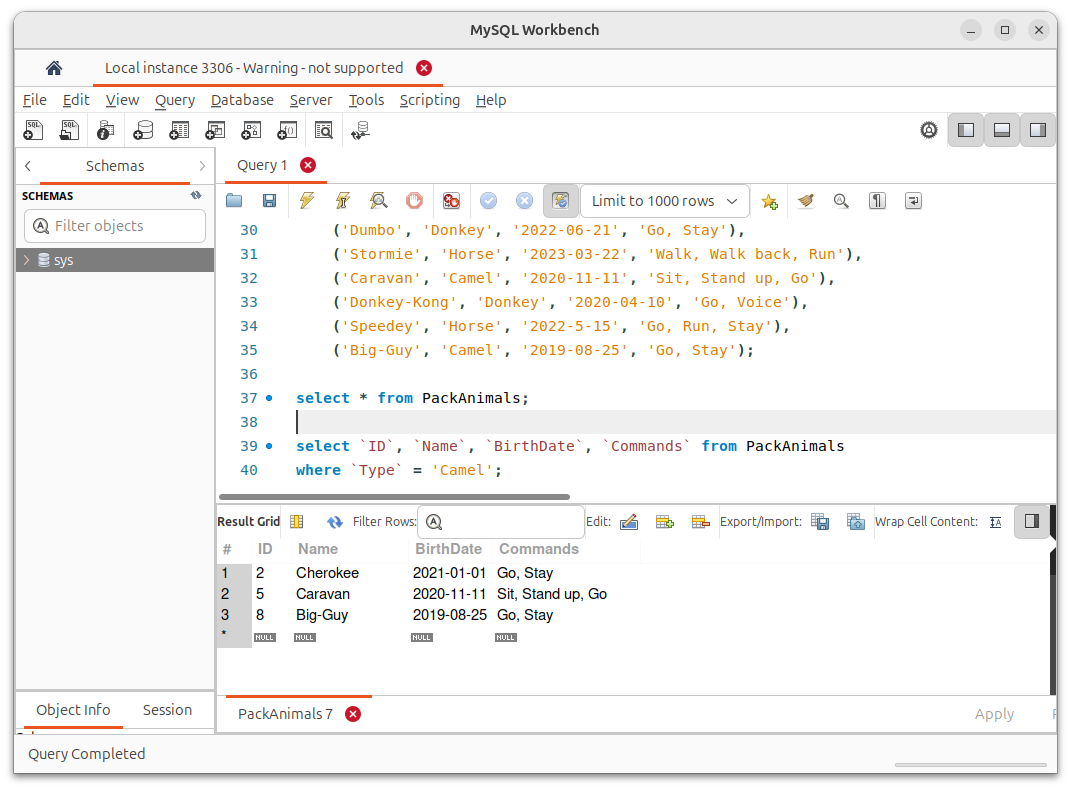 MySQL Workbench
Local instance 3306 - Warning - not supported
File Edit View Query Database Server Tools Scripting Help
Schemas
Query 1
SCHEMAS
Filter objects
sys
Limit to 1000 rows
30 ('Dumbo', 'Donkey', '2022-06-21', 'Go, Stay'),
31 ('Stormie', 'Horse', '2023-03-22', 'Walk, Walk back, Run'),
32 ('Caravan', 'Camel', '2020-11-11', 'Sit, Stand up, Go'),
33 ('Donkey-Kong', 'Donkey', '2020-04-10', 'Go, Voice'),
34 ('Speedey', 'Horse', '2022-5-15', 'Go, Run, Stay'),
35 ('Big-Guy', 'Camel', '2019-08-25', 'Go, Stay');
36
37 select * from PackAnimals;
38
39 select `ID`, `Name`, `BirthDate`, `Commands` from PackAnimals
40 where `Type` = 'Camel';
Result Grid Filter Rows: Edit: Export/Import: Wrap Cell Content:
# ID Name BirthDate Commands
1 2 Cherokee 2021-01-01 Go, Stay
2 5 Caravan 2020-11-11 Sit, Stand up, Go
3 8 Big-Guy 2019-08-25 Go, Stay
* NULL NULL NULL NULL
Object Info Session
PackAnimals 7
Apply
Query Completed